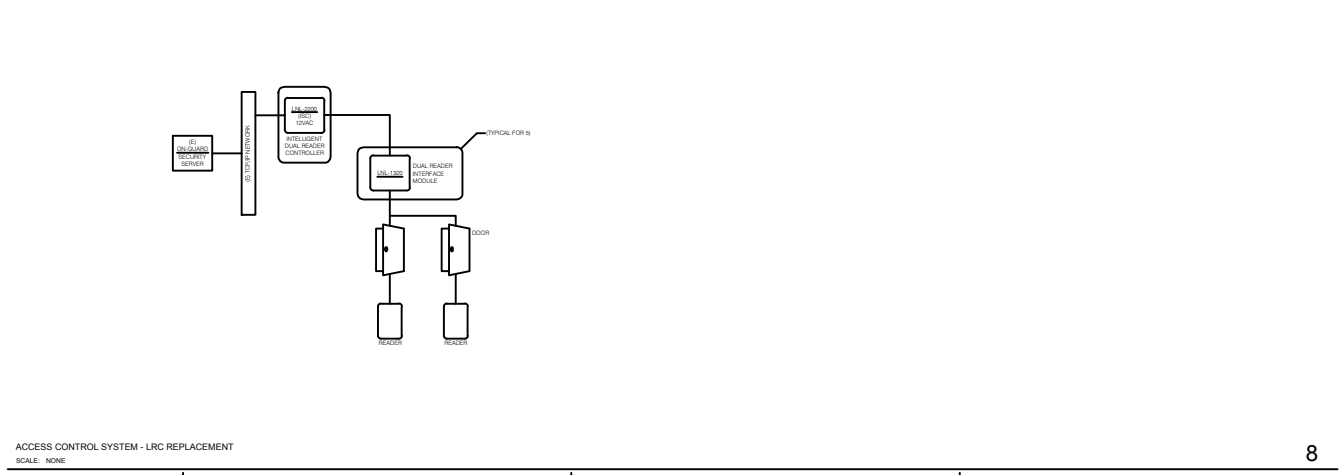 (E)
ON-GUARD
SECURITY
SERVER
(E) TCP/IP NETWORK
LNL-2200
(ISC)
12VAC
INTELLIGENT
DUAL READER
CONTROLLER
(TYPICAL FOR 5)
LNL-1320
DUAL READER
INTERFACE
MODULE
DOOR
READER
READER
ACCESS CONTROL SYSTEM - LRC REPLACEMENT
SCALE: NONE
8